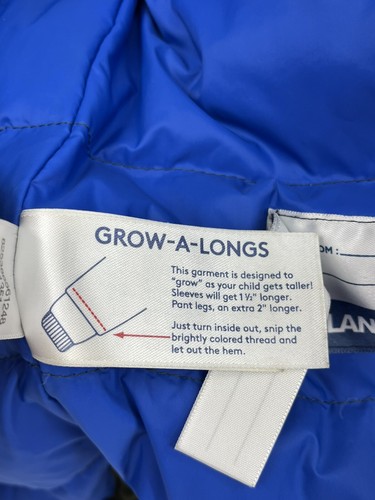 GROW-A-LONGS
This garment is designed to
"grow" as your child gets taller!
Sleeves will get 1½" longer.
Pant legs, an extra 2" longer.
Just turn inside out, snip the
brightly colored thread and
let out the hem.
OM :
LAN